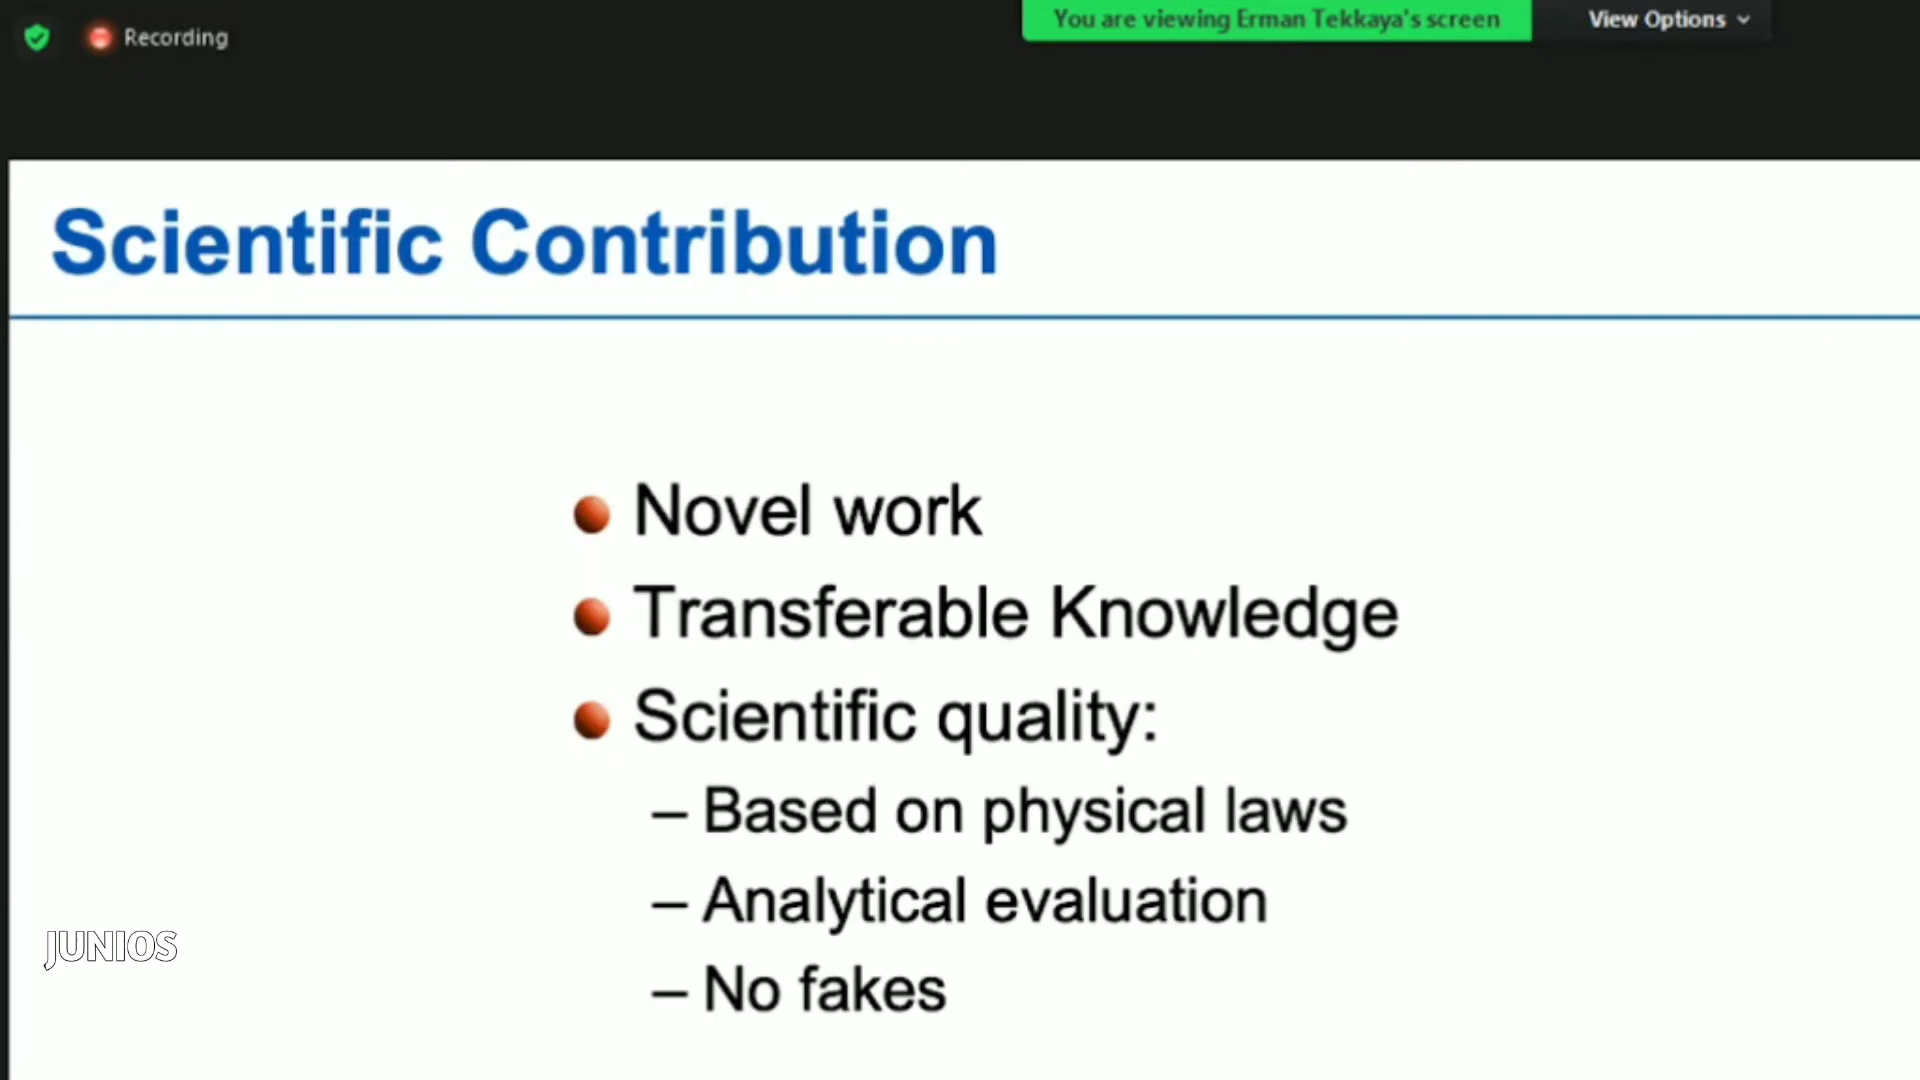 Recording
You are viewing Erman Tekkaya's screen
View Options
Scientific Contribution
Novel work
Transferable Knowledge
Scientific quality:
– Based on physical laws
– Analytical evaluation
– No fakes
JUNIOS